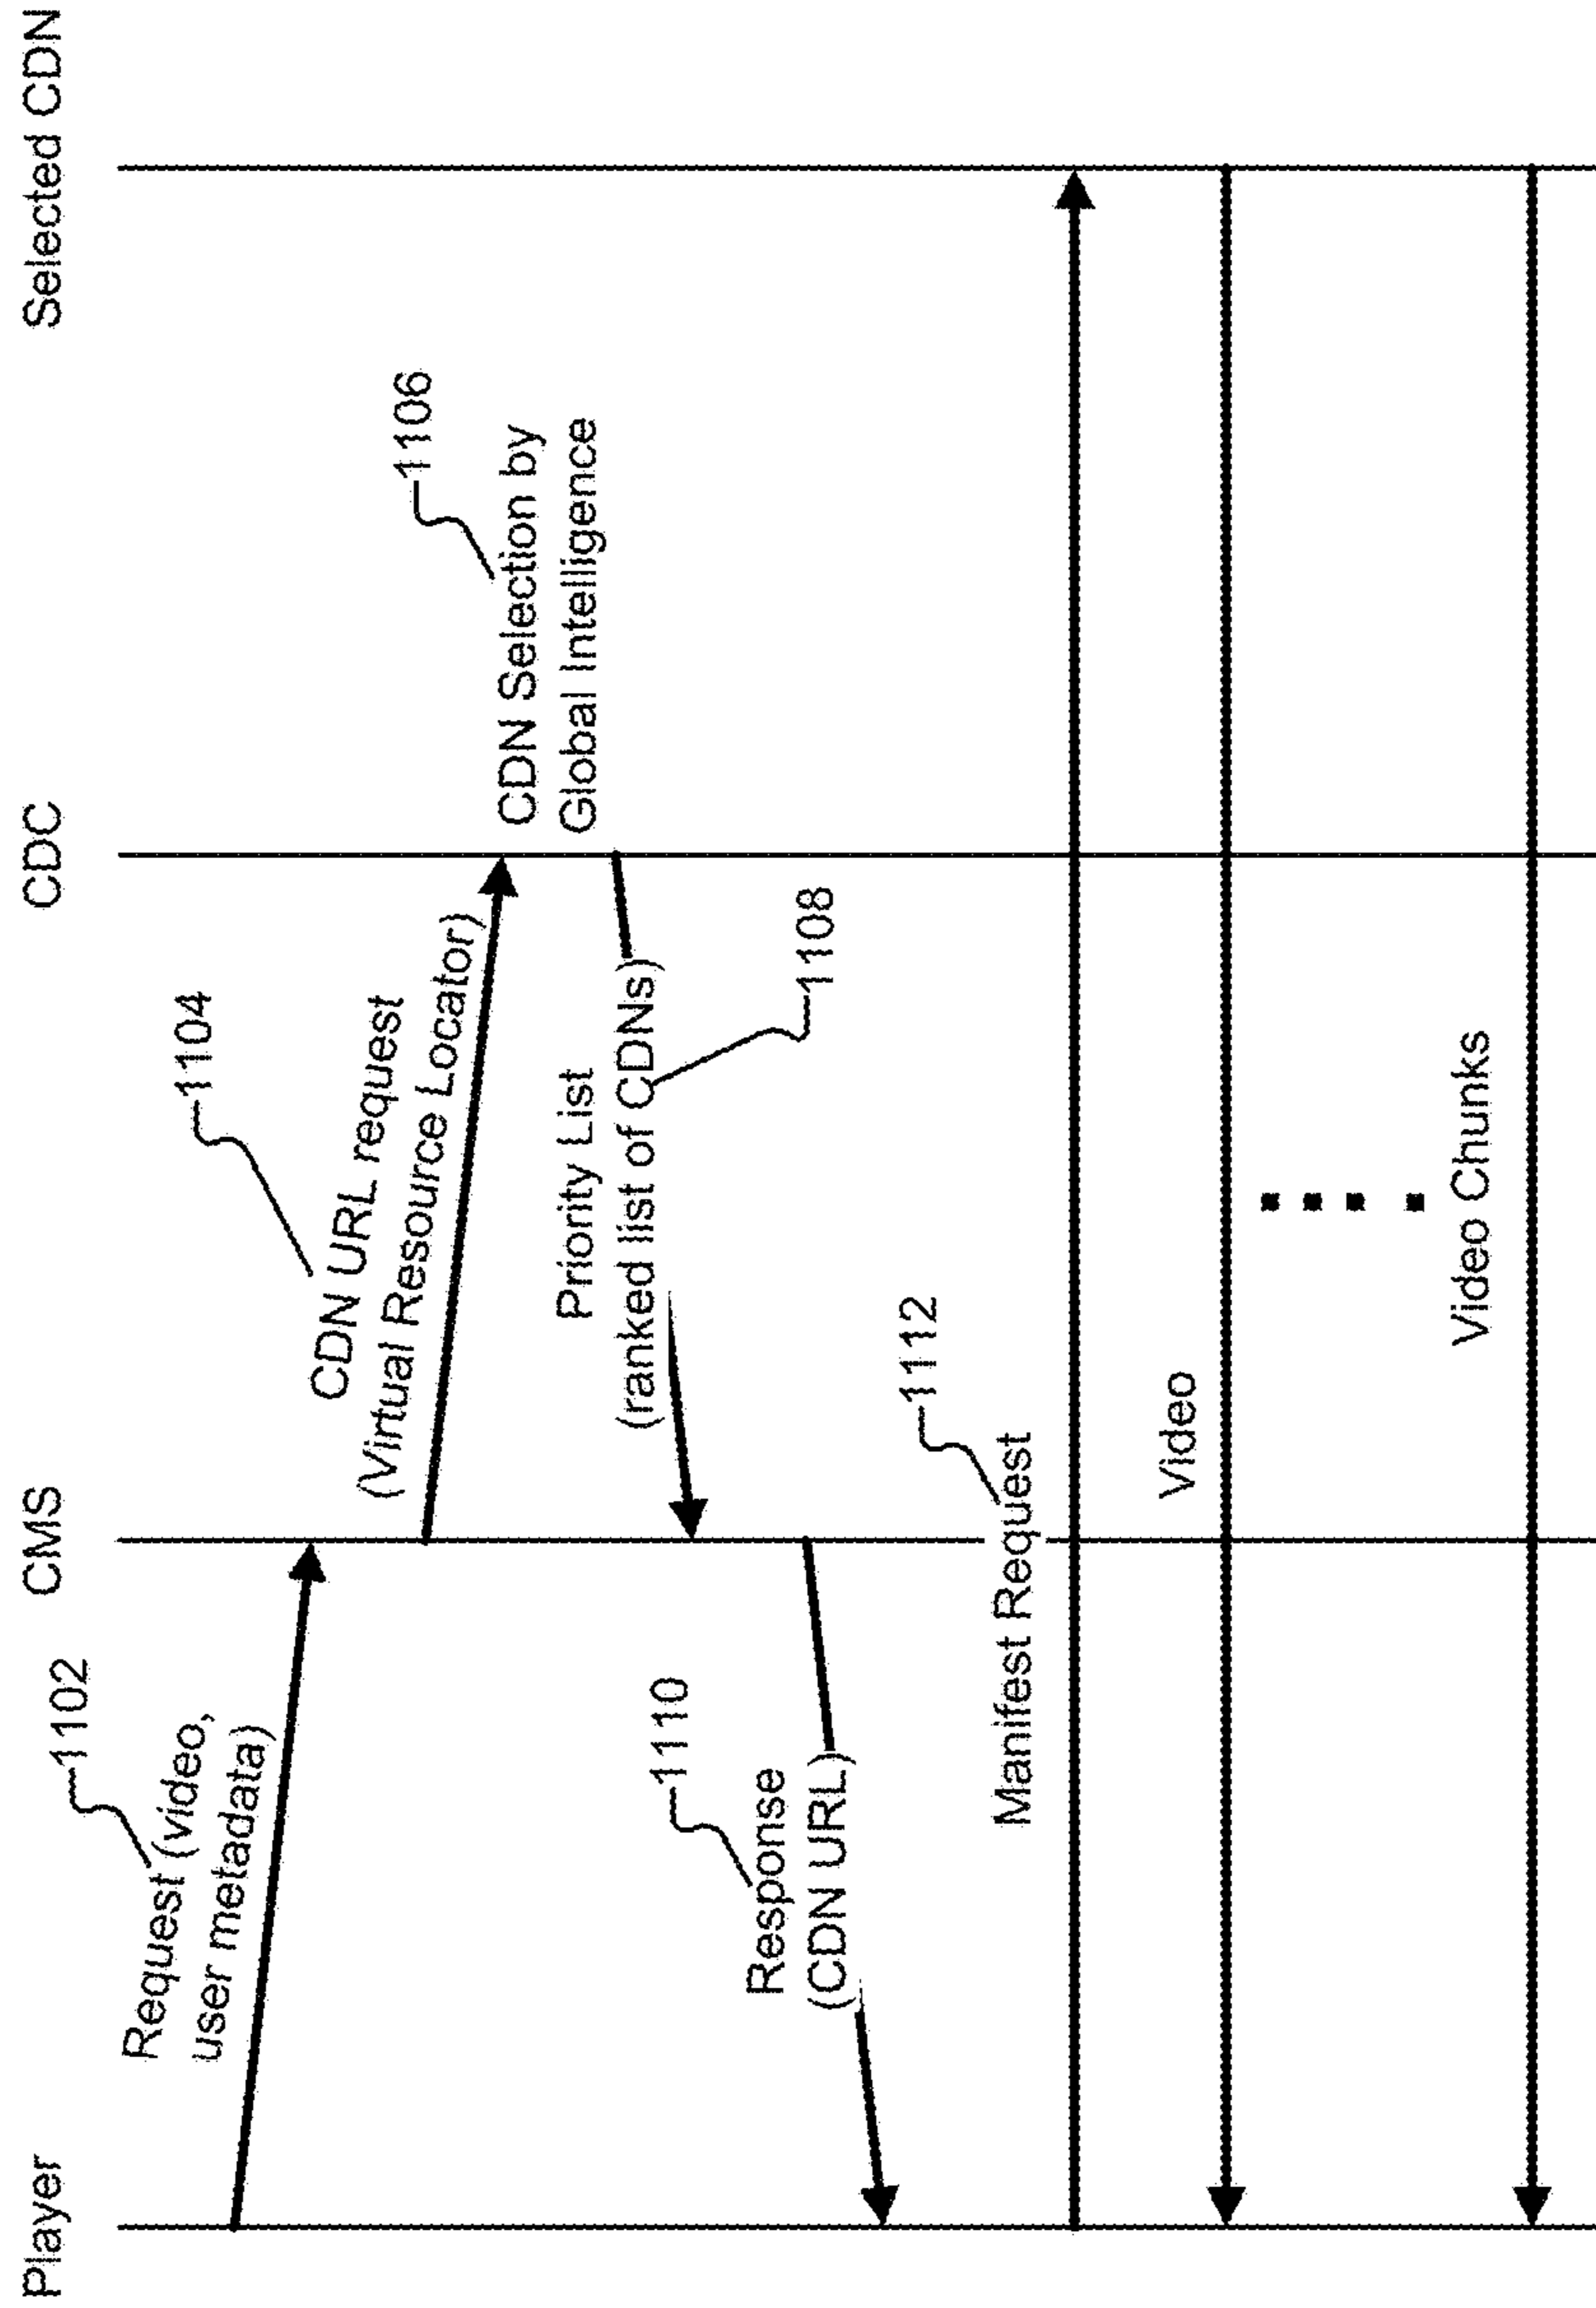 Player
CMS
CDC
Selected CDN
1102
Request (video,
user metadata)
1104
CDN URL request
(Virtual Resource Locator)
1106
CDN Selection by
Global Intelligence
Priority List
(ranked list of CDNs)
1108
1110
Response
(CDN URL)
1112
Manifest Request
Video
Video Chunks